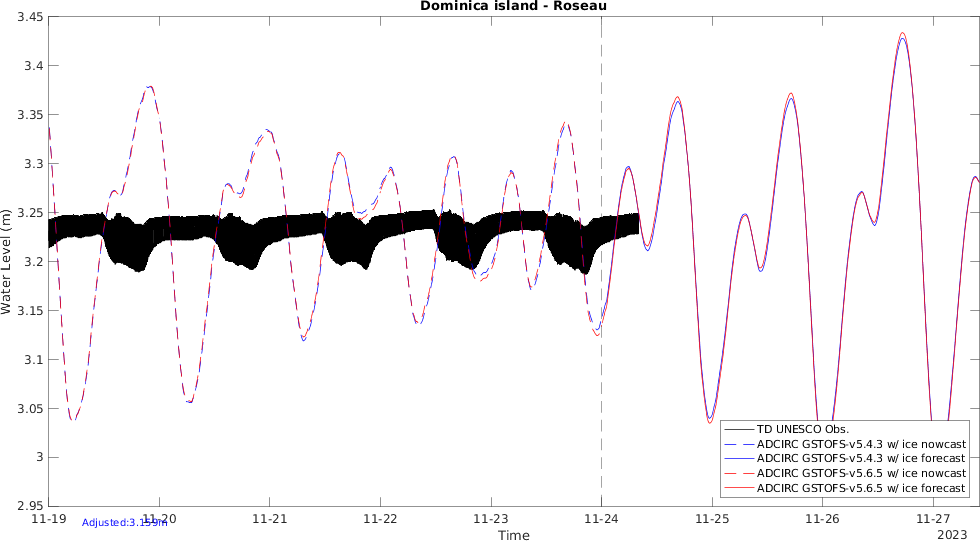 Dominica island - Roseau
3.45
3.4
3.35
3.3
3.25
3.2
3.15
3.1
3.05
3
2.95
Water Level (m)
TD UNESCO Obs.
ADCIRC GSTOFS-v5.4.3 w/ ice nowcast
ADCIRC GSTOFS-v5.4.3 w/ ice forecast
ADCIRC GSTOFS-v5.6.5 w/ ice nowcast
ADCIRC GSTOFS-v5.6.5 w/ ice forecast
11-19 11-20 11-21 11-22 11-23 11-24 11-25 11-26 11-27
Adjusted:3.159m
Time
2023